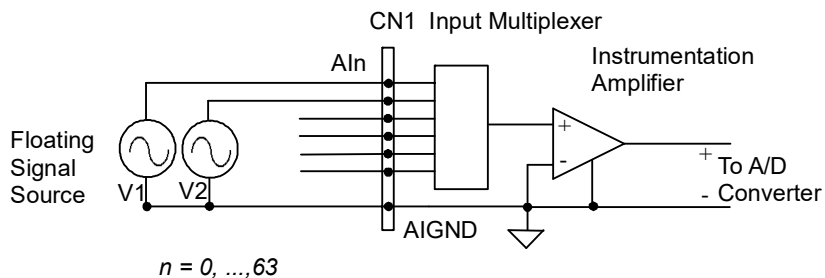 CN1 Input Multiplexer
AIn
Instrumentation
Amplifier
Floating
Signal
Source
V1
V2
+
-
+
To A/D
- Converter
AIGND
n = 0, ...,63